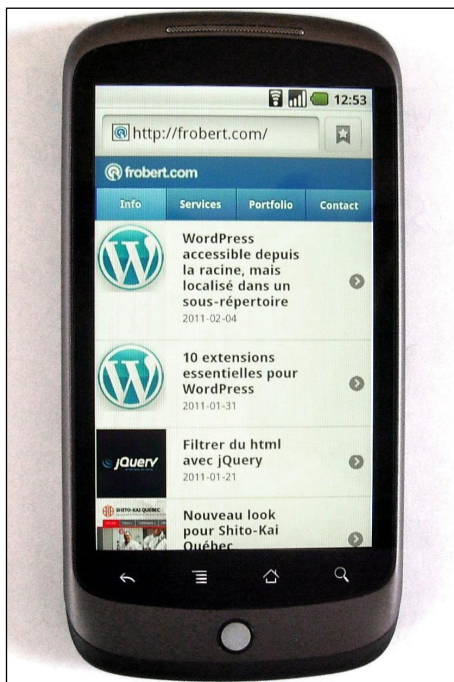 12:53
http://frobert.com/
frobert.com
Info Services Portfolio Contact
WordPress
accessible depuis
la racine, mais
localisé dans un
sous-répertoire
2011-02-04
10 extensions
essentielles pour
WordPress
2011-01-31
jQuery
Filtrer du html
avec jQuery
2011-01-21
SHITO-KAI QUÉBEC
Nouveau look
pour Shito-Kai
Québec